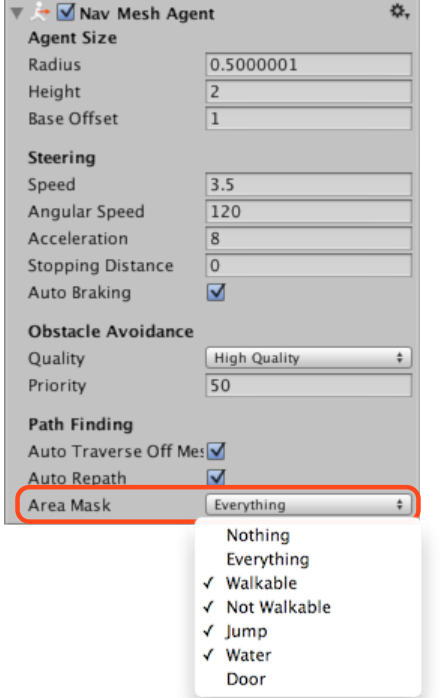 Nav Mesh Agent
Agent Size
Radius 0.5000001
Height 2
Base Offset 1
Steering
Speed 3.5
Angular Speed 120
Acceleration 8
Stopping Distance 0
Auto Braking
Obstacle Avoidance
Quality High Quality
Priority 50
Path Finding
Auto Traverse Off Mes
Auto Repath
Area Mask Everything
Nothing
Everything
✓ Walkable
✓ Not Walkable
✓ Jump
✓ Water
Door